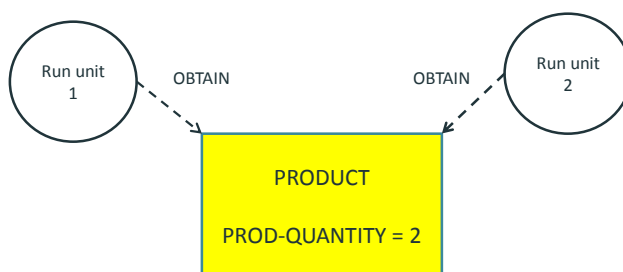 Run unit
1
OBTAIN
OBTAIN
Run unit
2
PRODUCT
PROD-QUANTITY = 2